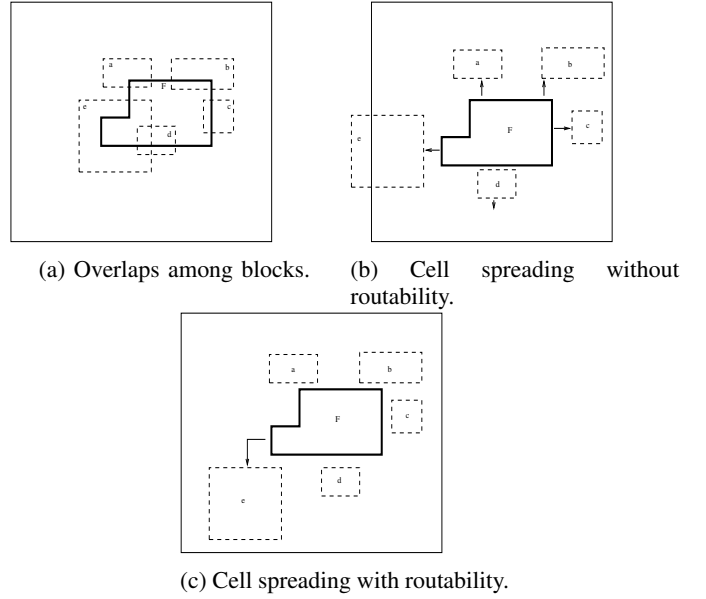 a
b
F
e
c
d
(a) Overlaps among blocks.
a
b
F
c
e
d
(b) Cell spreading without
routability.
a
b
c
F
d
e
(c) Cell spreading with routability.